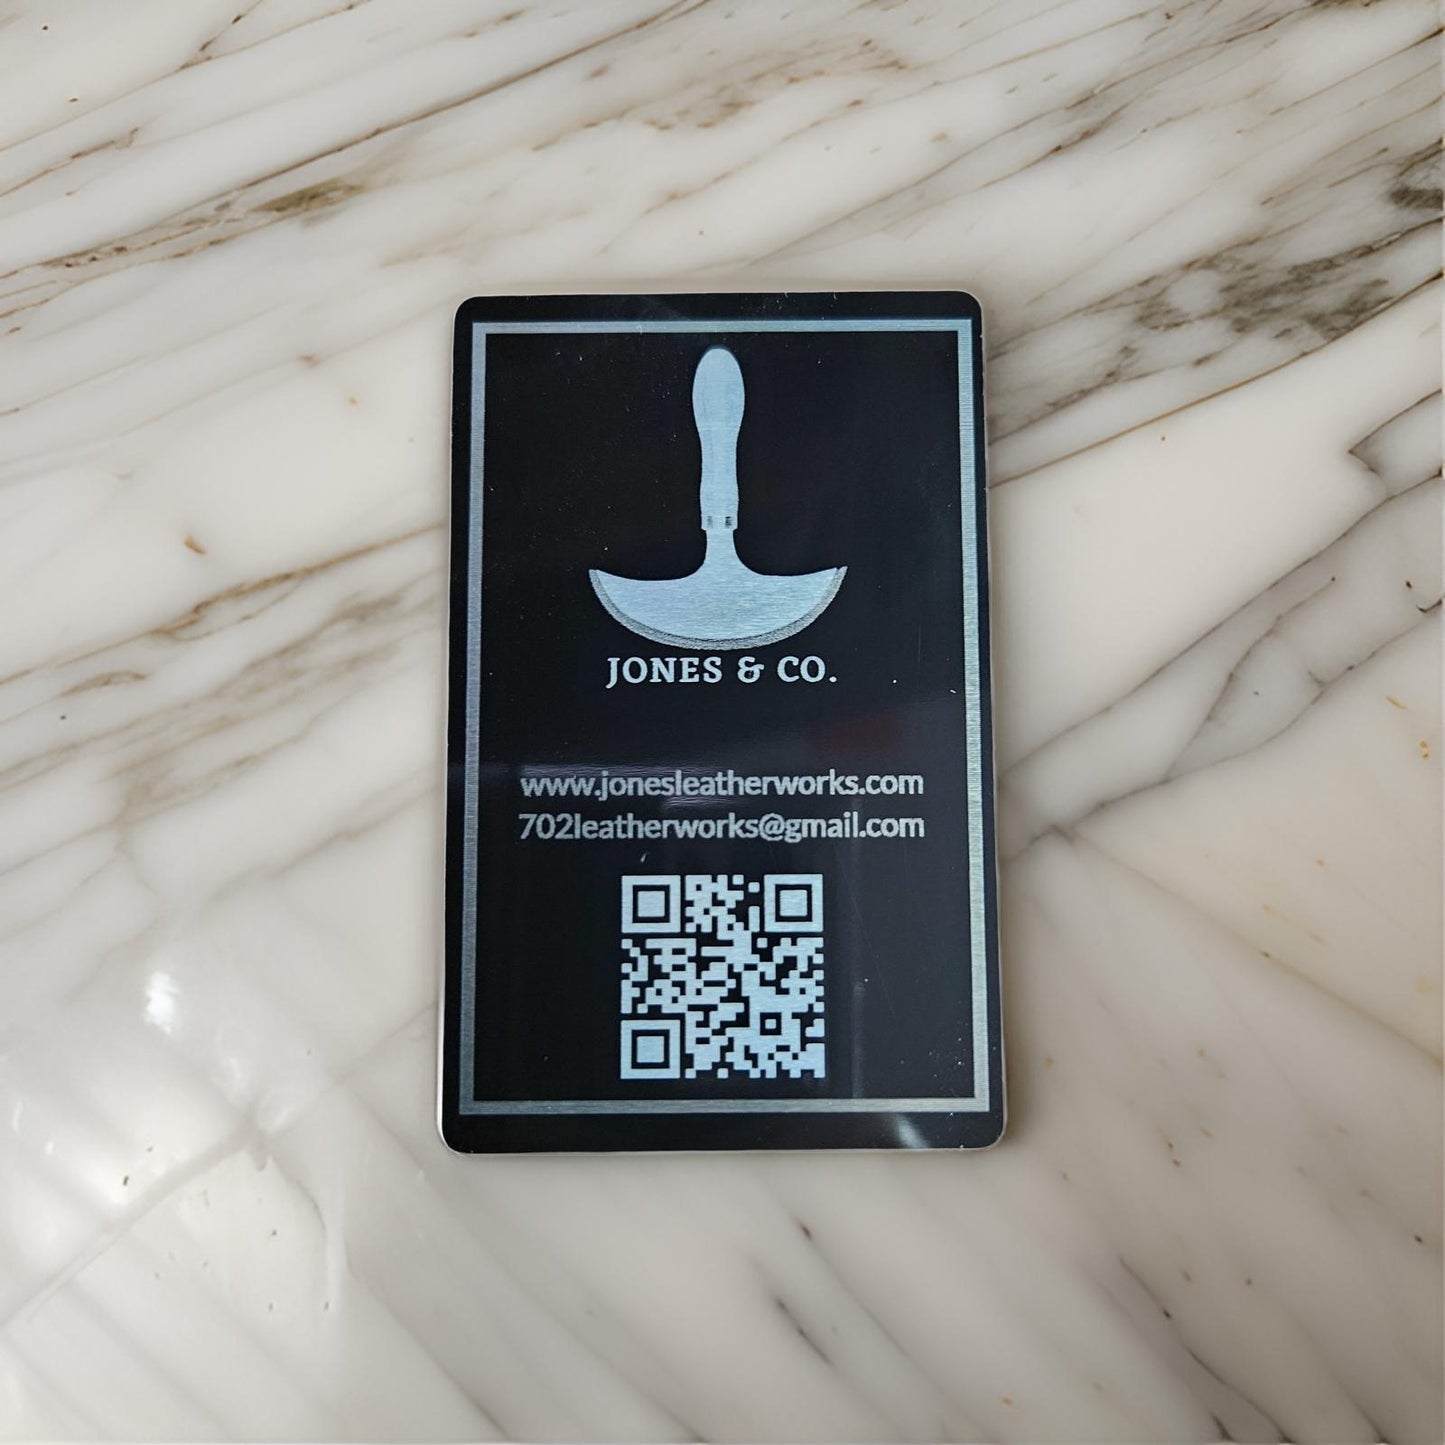 JONES & CO.
www.jonesleatherworks.com
702leatherworks@gmail.com